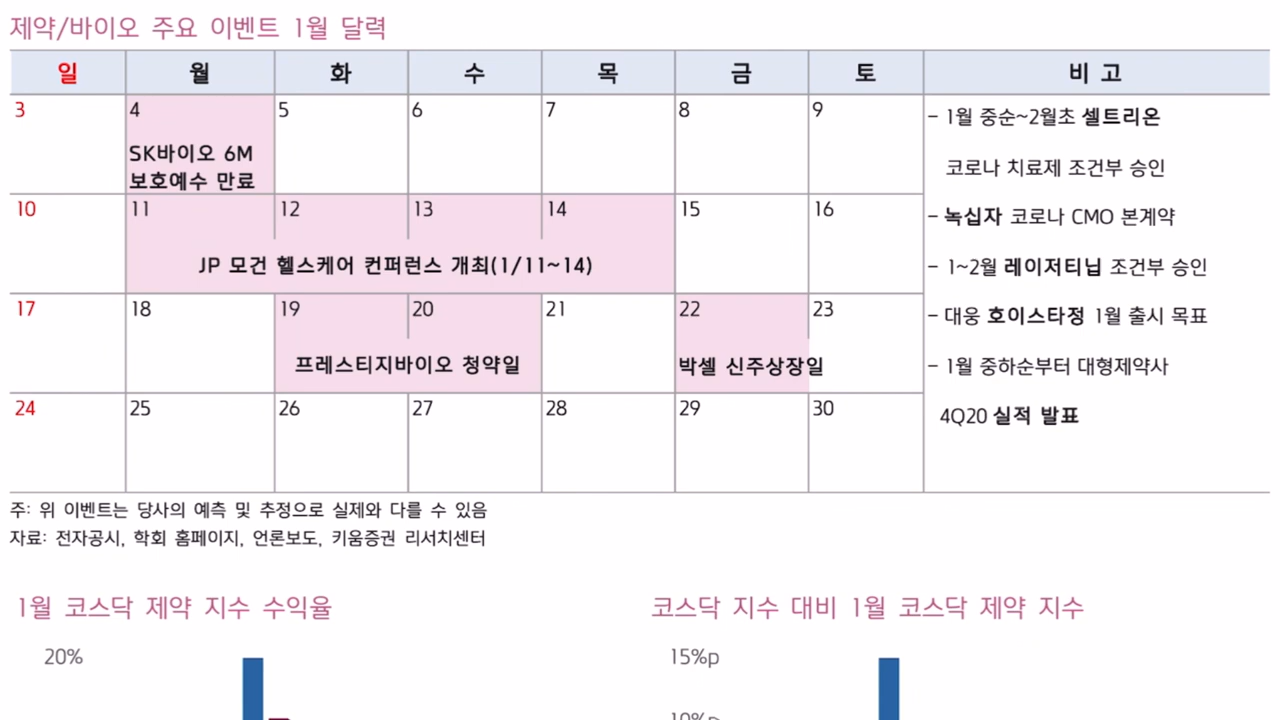 제약/바이오 주요 이벤트 1월 달력
일 월 화 수 목 금 토 비 고
3 4 5 6 7 8 9
SK바이오 6M
보호예수 만료
10 11 12 13 14 15 16
JP 모건 헬스케어 컨퍼런스 개최(1/11~14)
17 18 19 20 21 22 23
프레스티지바이오 청약일 박셀 신주상장일
24 25 26 27 28 29 30
- 1월 중순~2월초 셀트리온
코로나 치료제 조건부 승인
- 녹십자 코로나 CMO 본계약
- 1~2월 레이저티닙 조건부 승인
- 대웅 호이스타정 1월 출시 목표
- 1월 중하순부터 대형제약사
4Q20 실적 발표
주: 위 이벤트는 당사의 예측 및 추정으로 실제와 다를 수 있음
자료: 전자공시, 학회 홈페이지, 언론보도, 키움증권 리서치센터
1월 코스닥 제약 지수 수익율
20%
코스닥 지수 대비 1월 코스닥 제약 지수
15%p